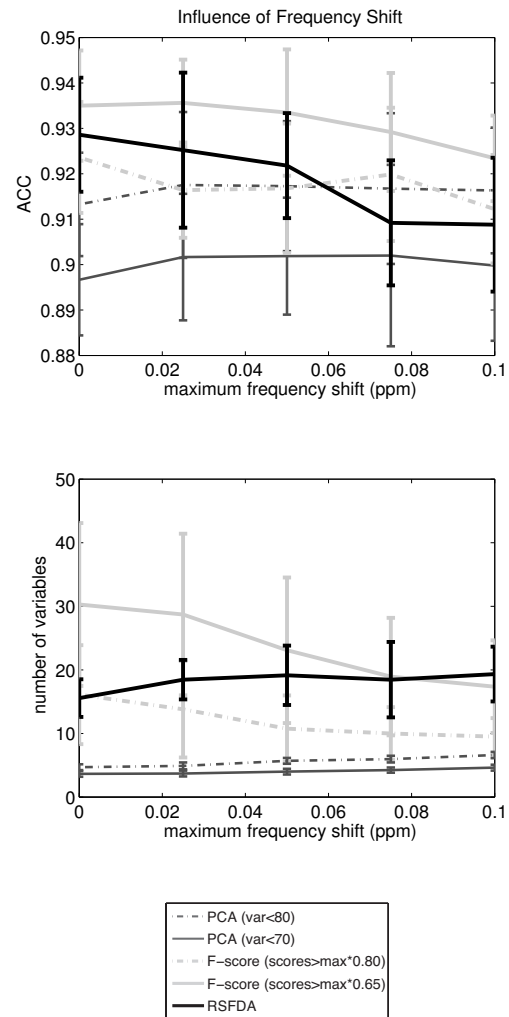 Influence of Frequency Shift
0.95
0.94
0.93
0.92
0.91
0.9
0.89
0.88
ACC
0 0.02 0.04 0.06 0.08 0.1
maximum frequency shift (ppm)
50
40
30
20
10
0
number of variables
0 0.02 0.04 0.06 0.08 0.1
maximum frequency shift (ppm)
PCA (var<80)
PCA (var<70)
F−score (scores>max*0.80)
F−score (scores>max*0.65)
RSFDA